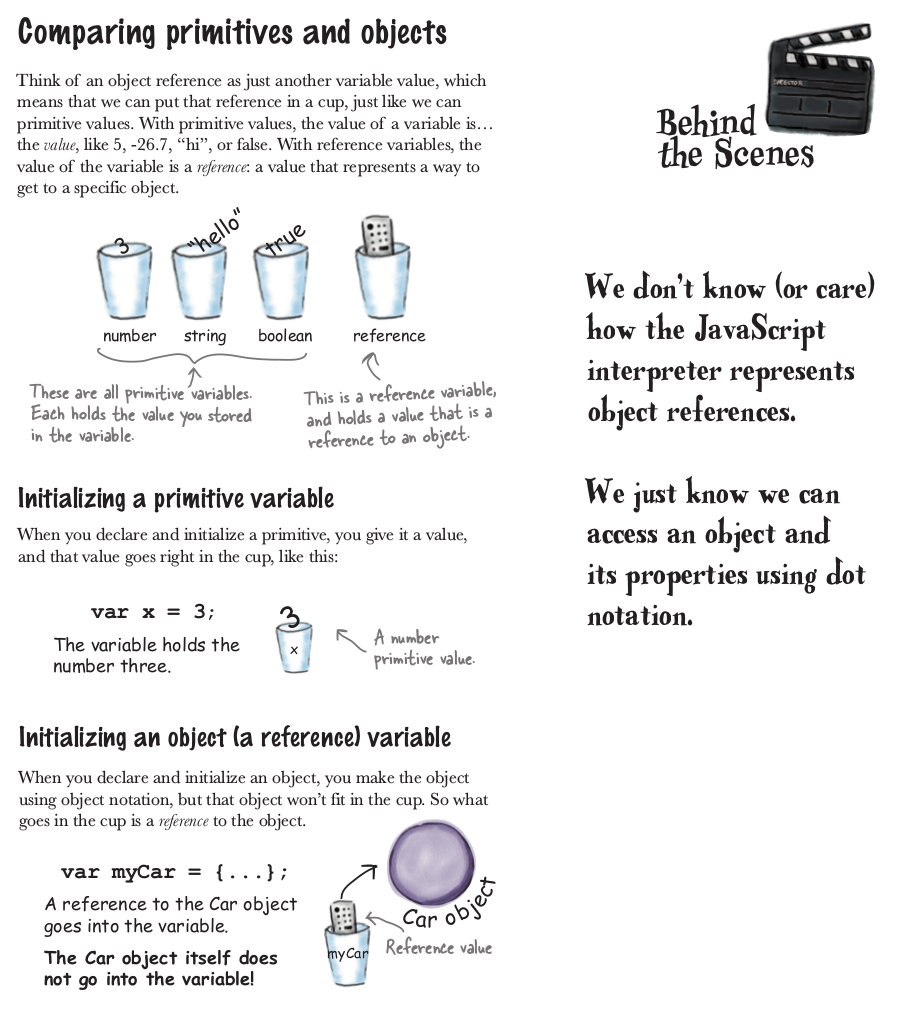 Comparing primitives and objects
Think of an object reference as just another variable value, which
means that we can put that reference in a cup, just like we can
primitive values. With primitive values, the value of a variable is…
the value, like 5, -26.7, “hi”, or false. With reference variables, the
value of the variable is a reference: a value that represents a way to
get to a specific object.
3
“hello”
true
number
string
boolean
reference
These are all primitive variables.
Each holds the value you stored
in the variable.
This is a reference variable,
and holds a value that is a
reference to an object.
Initializing a primitive variable
When you declare and initialize a primitive, you give it a value,
and that value goes right in the cup, like this:
var x = 3;
The variable holds the
number three.
3
x
A number
primitive value.
Initializing an object (a reference) variable
When you declare and initialize an object, you make the object
using object notation, but that object won’t fit in the cup. So what
goes in the cup is a reference to the object.
var myCar = {...};
A reference to the Car object
goes into the variable.
The Car object itself does
not go into the variable!
Car object
Reference value
myCar
Behind
the Scenes
We don’t know (or care)
how the JavaScript
interpreter represents
object references.
We just know we can
access an object and
its properties using dot
notation.